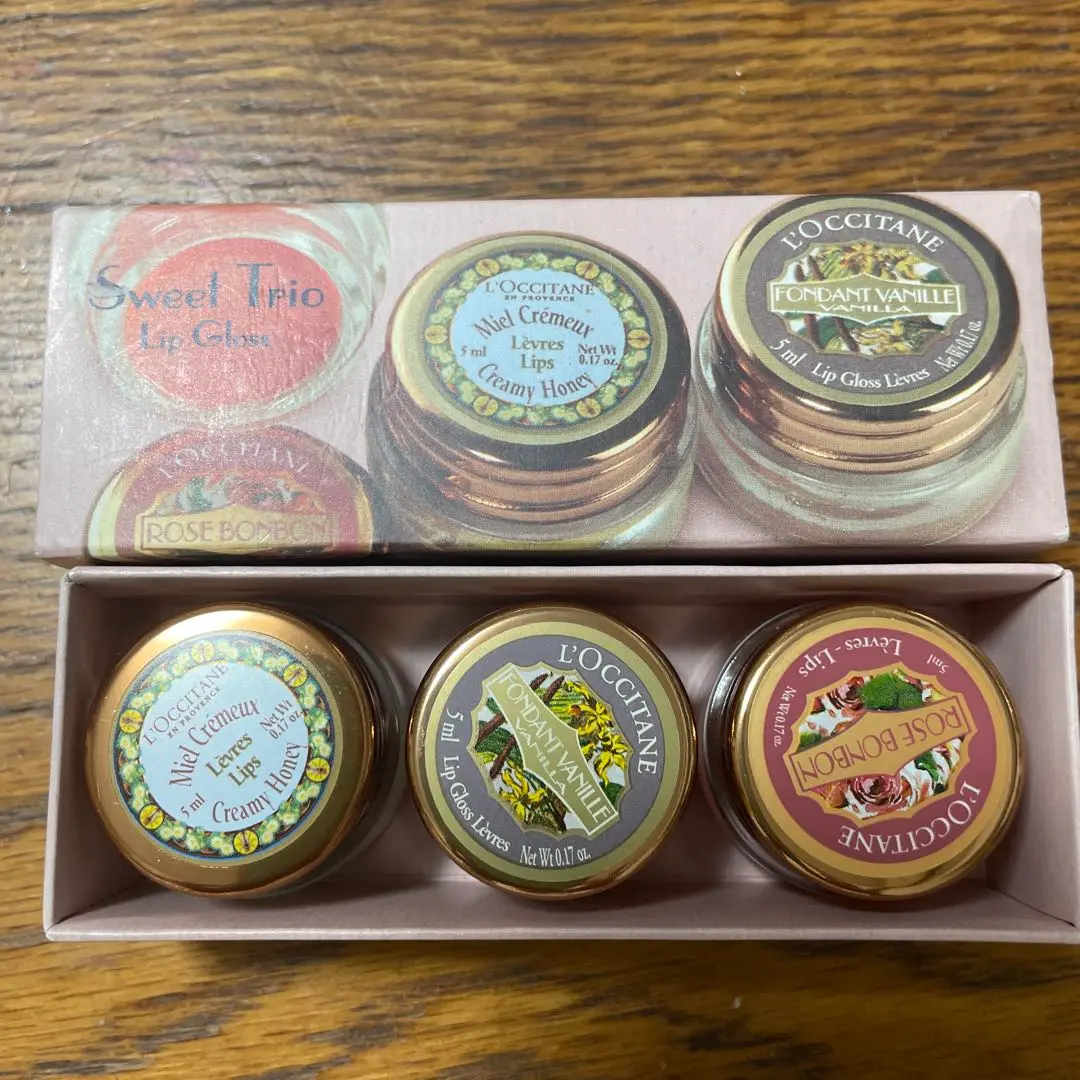 Sweet Trio
Lip Gloss
L'OCCITANE
ROSE BONBON
L'OCCITANE
EN PROVENCE
Miel Crémeux
Lèvres
Lips
5 ml
Net Wt
0.17 oz.
Creamy Honey
L'OCCITANE
FONDANT VANILLE
VANILLA
5 ml Lip Gloss Lèvres Net Wt 0.17 oz.
L'OCCITANE
EN PROVENCE
Miel Crémeux
Lèvres
Lips
5 ml
Net Wt
0.17 oz.
Creamy Honey
L'OCCITANE
FONDANT VANILLE
VANILLA
5 ml Lip Gloss Lèvres Net Wt 0.17 oz.
L'OCCITANE
ROSE BONBON
5ml Lèvres - Lips Net Wt 0.17 oz.